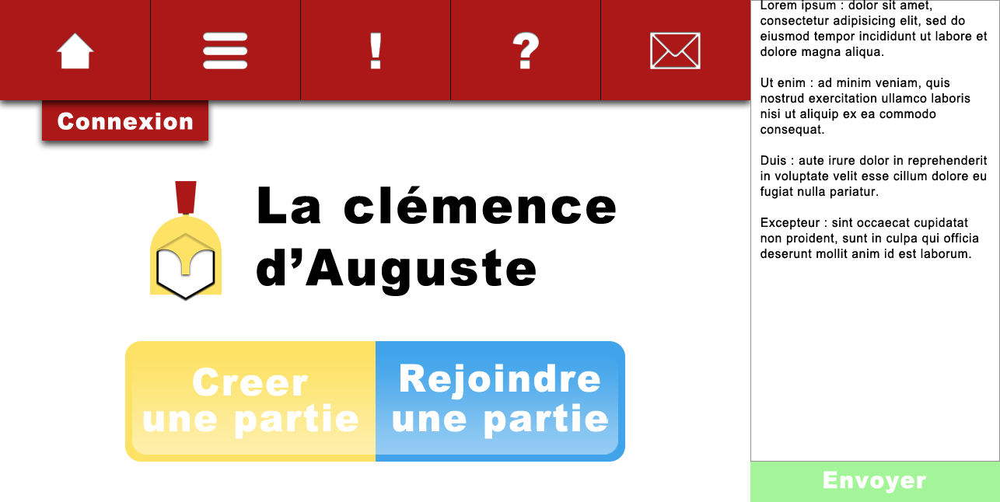 !
?
Connexion
La clémence
d’Auguste
Creer
une partie
Rejoindre
une partie
Lorem ipsum : dolor sit amet,
consectetur adipisicing elit, sed do
eiusmod tempor incididunt ut labore et
dolore magna aliqua.
Ut enim : ad minim veniam, quis
nostrud exercitation ullamco laboris
nisi ut aliquip ex ea commodo
consequat.
Duis : aute irure dolor in reprehenderit
in voluptate velit esse cillum dolore eu
fugiat nulla pariatur.
Excepteur : sint occaecat cupidatat
non proident, sunt in culpa qui officia
deserunt mollit anim id est laborum.
Envoyer